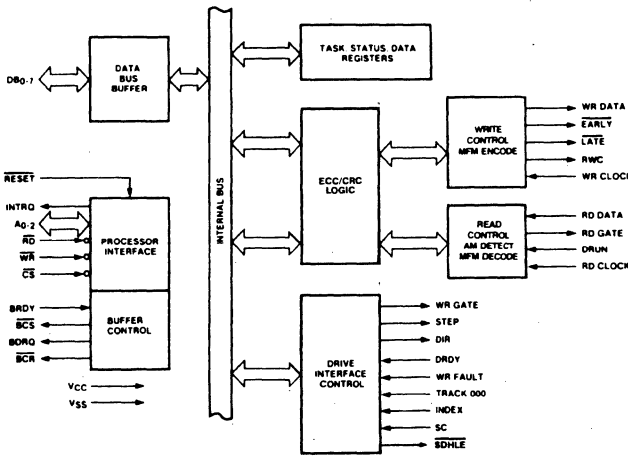 DB0-7
DATA
BUS
BUFFER
INTERNAL BUS
TASK, STATUS, DATA
REGISTERS
ECC/CRC
LOGIC
WRITE
CONTROL
MFM ENCODE
WR DATA
EARLY
LATE
RWC
WR CLOCK
READ
CONTROL
AM DETECT
MFM DECODE
RD DATA
RD GATE
DRUN
RD CLOCK
RESET
INTRQ
A0-2
RD
WR
CS
PROCESSOR
INTERFACE
BRDY
BCS
BDRQ
BCR
BUFFER
CONTROL
VCC
VSS
DRIVE
INTERFACE
CONTROL
WR GATE
STEP
DIR
DRDY
WR FAULT
TRACK 000
INDEX
SC
SDHLE